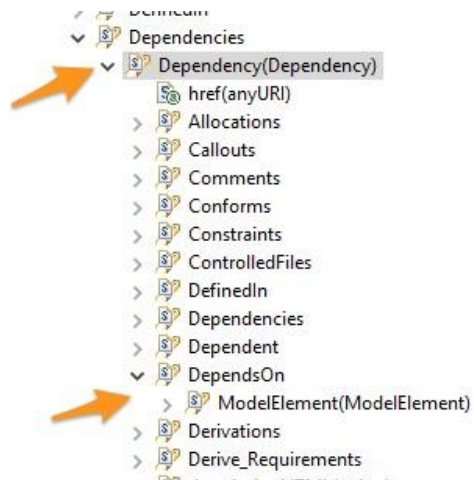 Dependencies
Dependency(Dependency)
href(anyURI)
Allocations
Callouts
Comments
Conforms
Constraints
ControlledFiles
DefinedIn
Dependencies
Dependent
DependsOn
ModelElement(ModelElement)
Derivations
Derive_Requirements